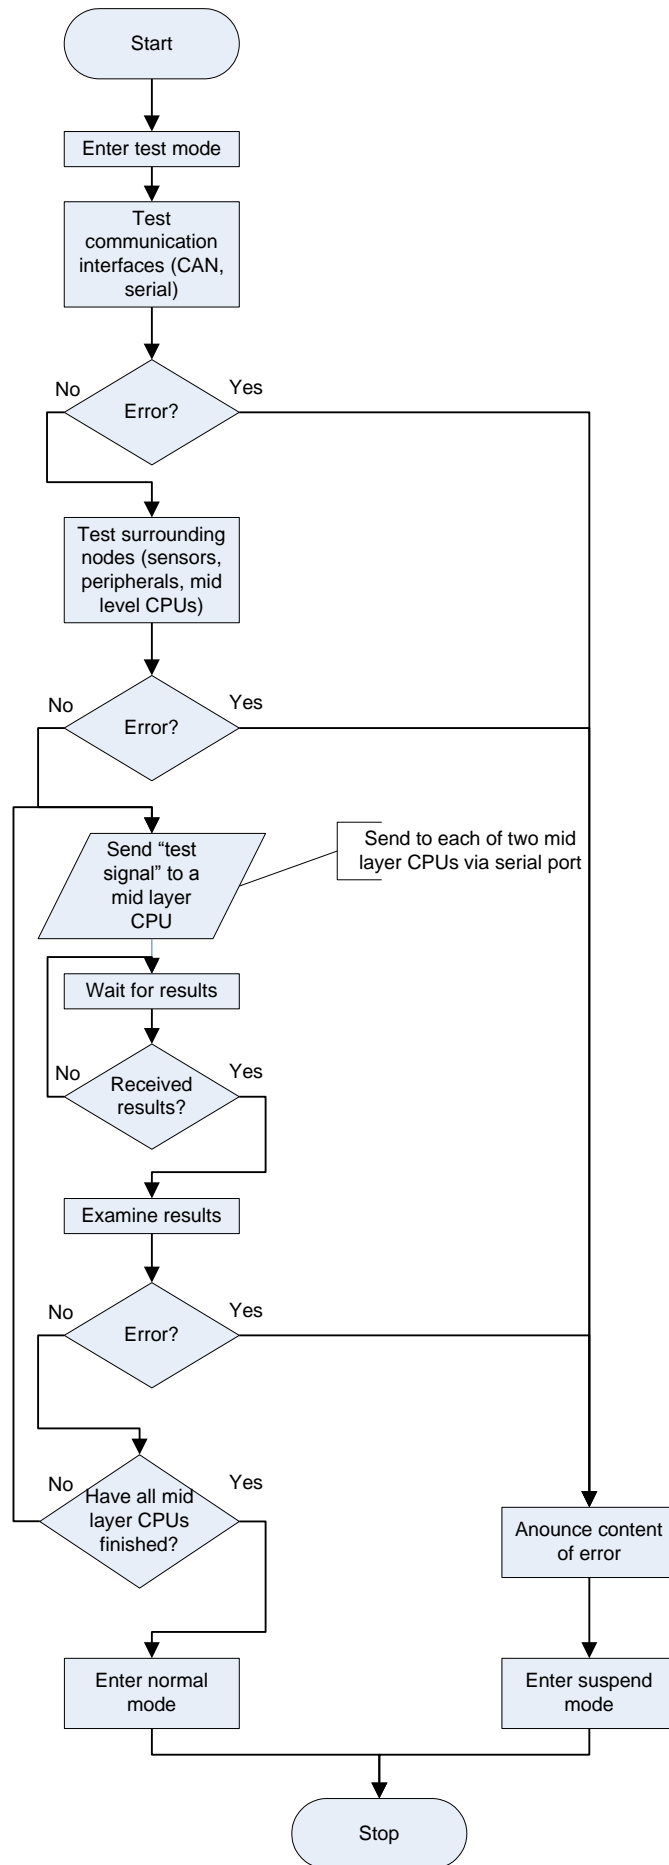 Start
Enter test mode
Test
communication
interfaces (CAN,
serial)
No
Yes
Error?
Test surrounding
nodes (sensors,
peripherals, mid
level CPUs)
No
Yes
Error?
Send “test
signal” to a
mid layer
CPU
Send to each of two mid
layer CPUs via serial port
Wait for results
No
Yes
Received
results?
Examine results
No
Yes
Error?
No
Yes
Have all mid
layer CPUs
finished?
Anounce content
of error
Enter normal
mode
Enter suspend
mode
Stop